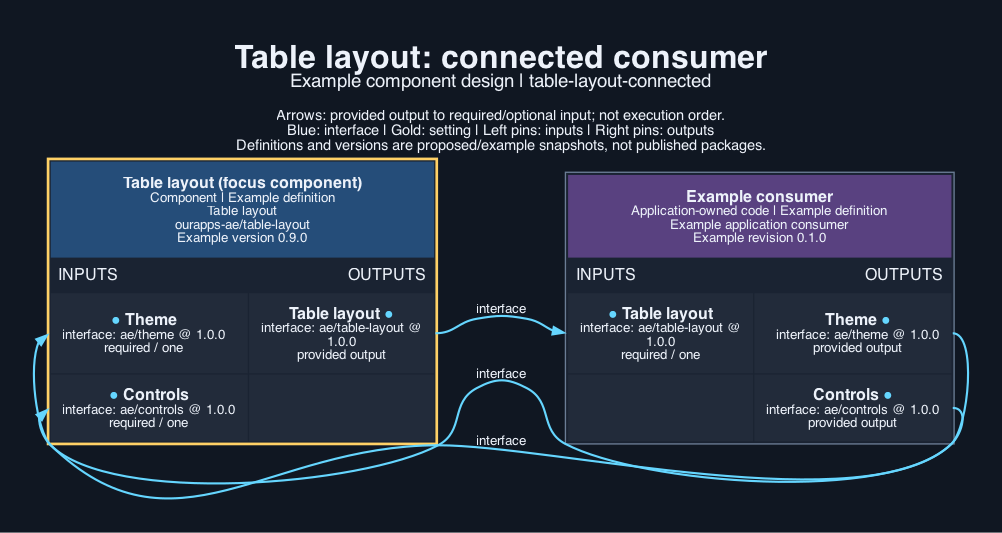 Table layout: connected consumer
Example component design | table-layout-connected
Arrows: provided output to required/optional input; not execution order.
Blue: interface | Gold: setting | Left pins: inputs | Right pins: outputs
Definitions and versions are proposed/example snapshots, not published packages.
Table layout (focus component)
Component | Example definition
Table layout
ourapps-ae/table-layout
Example version 0.9.0
INPUTS
OUTPUTS
Theme
interface: ae/theme @ 1.0.0
required / one
Table layout
interface: ae/table-layout @
1.0.0
provided output
Controls
interface: ae/controls @ 1.0.0
required / one
interface
interface
interface
Example consumer
Application-owned code | Example definition
Example application consumer
Example revision 0.1.0
INPUTS
OUTPUTS
Table layout
interface: ae/table-layout @
1.0.0
required / one
Theme
interface: ae/theme @ 1.0.0
provided output
Controls
interface: ae/controls @ 1.0.0
provided output